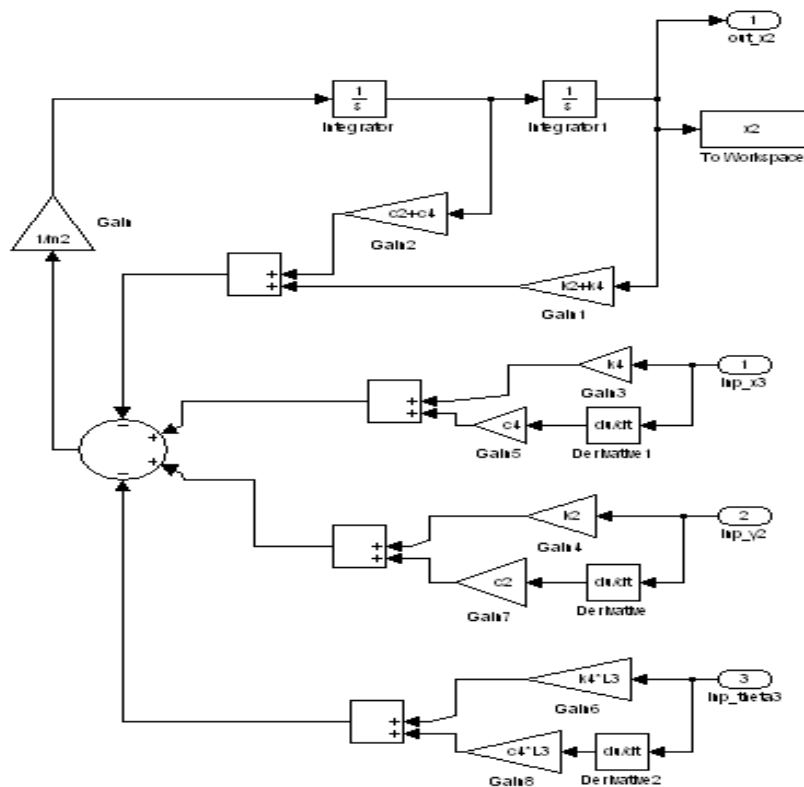 1
out_x2
1
s
Integrator
1
s
Integrator1
x2
To Workspace
1/m2
Gain
c2+c4
Gain2
+
+
k2+k4
Gain1
k4
Gain3
1
Inp_x3
+
+
c4
Gain5
du/dt
Derivative1
−
+
+
−
k2
Gain4
2
Inp_y2
+
+
c2
Gain7
du/dt
Derivative
k4*L3
Gain6
3
Inp_theta3
+
+
c4*L3
Gain8
du/dt
Derivative2